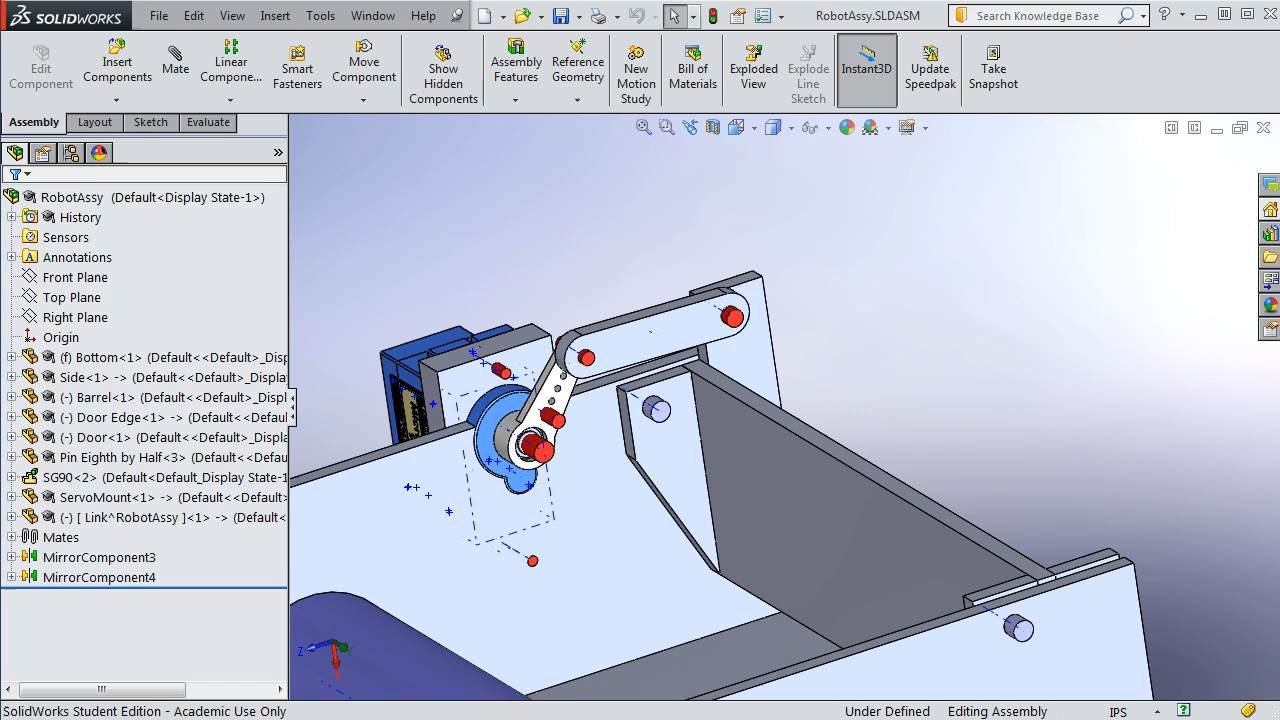 SOLIDWORKS
File Edit View Insert Tools Window Help
RobotAssy.SLDASM
Search Knowledge Base
Edit Component
Insert Components
Mate
Linear Compone...
Smart Fasteners
Move Component
Show Hidden Components
Assembly Features
Reference Geometry
New Motion Study
Bill of Materials
Exploded View
Explode Line Sketch
Instant3D
Update Speedpak
Take Snapshot
Assembly Layout Sketch Evaluate
»
RobotAssy (Default<Display State-1>)
History
Sensors
Annotations
Front Plane
Top Plane
Right Plane
Origin
(f) Bottom<1> (Default<<Default>_Disp
Side<1> -> (Default<<Default>_Displa
(-) Barrel<1> (Default<<Default>_Displ
(-) Door Edge<1> -> (Default<<Defaul
(-) Door<1> (Default<<Default>_Displa
Pin Eighth by Half<3> (Default<<Defau
SG90<2> (Default<Default_Display State-1
ServoMount<1> -> (Default<<Default>
(-) [ Link^RobotAssy ]<1> -> (Default<
Mates
MirrorComponent3
MirrorComponent4
Z
SolidWorks Student Edition - Academic Use Only
Under Defined
Editing Assembly
IPS